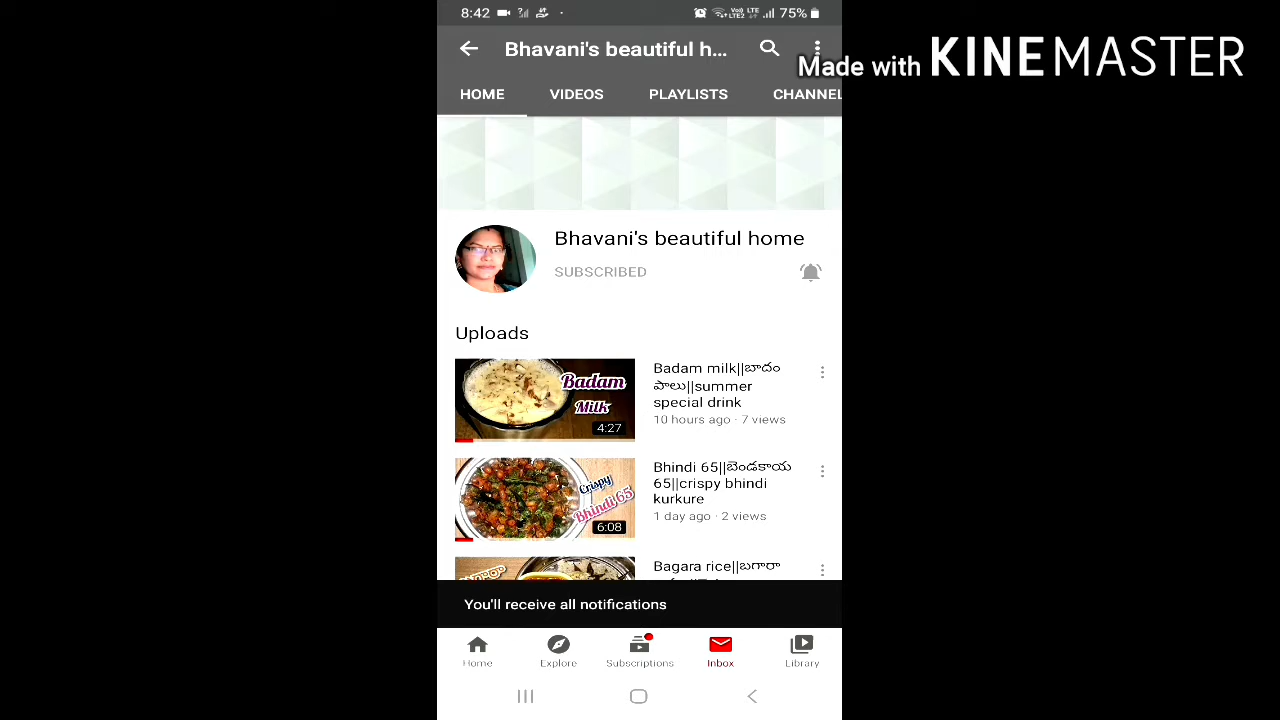 8:42 75%
Bhavani's beautiful h...
Made with KINEMASTER
HOME VIDEOS PLAYLISTS CHANNEL
Bhavani's beautiful home
SUBSCRIBED
Uploads
Badam milk||బాదం
పాలు||summer
special drink
10 hours ago · 7 views
Badam
Milk
4:27
Bhindi 65||బెండకాయ
65||crispy bhindi
kurkure
1 day ago · 2 views
Crispy
Bhindi 65
6:08
Bagara rice||బగారా
You'll receive all notifications
Home Explore Subscriptions Inbox Library